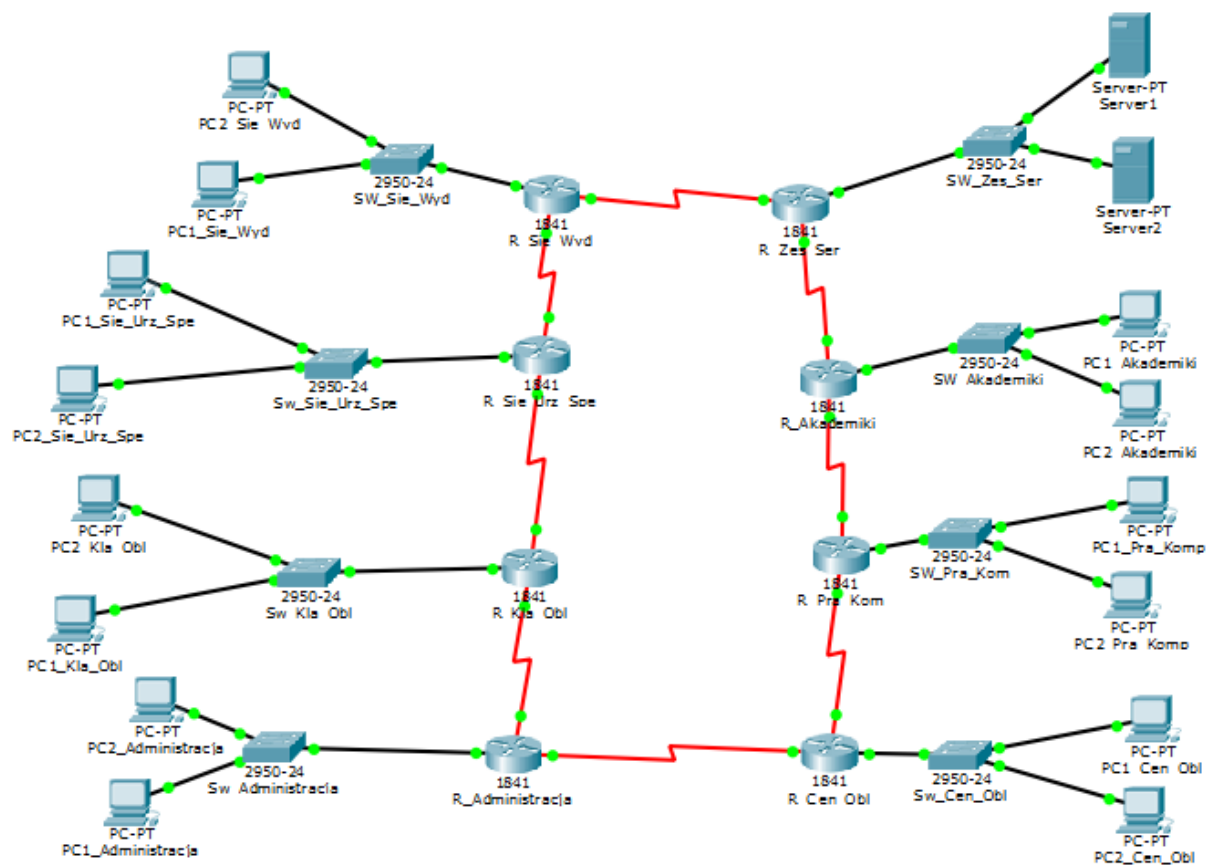 PC-PT
PC2_Sie_Wyd
PC-PT
PC1_Sie_Wyd
2950-24
SW_Sie_Wyd
1841
R_Sie_Wyd
1841
R_Zes_Ser
2950-24
SW_Zes_Ser
Server-PT
Server1
Server-PT
Server2
PC-PT
PC1_Sie_Urz_Spe
PC-PT
PC2_Sie_Urz_Spe
2950-24
Sw_Sie_Urz_Spe
1841
R_Sie_Urz_Spe
1841
R_Akademiki
2950-24
SW_Akademiki
PC-PT
PC1_Akademiki
PC-PT
PC2_Akademiki
PC-PT
PC2_Kla_Obl
PC-PT
PC1_Kla_Obl
2950-24
Sw_Kla_Obl
1841
R_Kla_Obl
1841
R_Pra_Kom
2950-24
SW_Pra_Kom
PC-PT
PC1_Pra_Komp
PC-PT
PC2_Pra_Komp
PC-PT
PC2_Administracja
PC-PT
PC1_Administracja
2950-24
Sw_Administracja
1841
R_Administracja
1841
R_Cen_Obl
2950-24
Sw_Cen_Obl
PC-PT
PC1_Cen_Obl
PC-PT
PC2_Cen_Obl